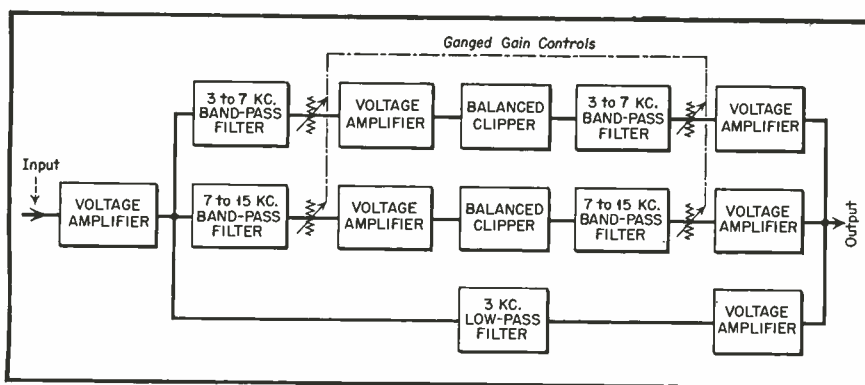 Ganged Gain Controls
3 to 7 KC.
BAND-PASS
FILTER
VOLTAGE
AMPLIFIER
BALANCED
CLIPPER
3 to 7 KC.
BAND-PASS
FILTER
VOLTAGE
AMPLIFIER
Input
VOLTAGE
AMPLIFIER
7 to 15 KC.
BAND-PASS
FILTER
VOLTAGE
AMPLIFIER
BALANCED
CLIPPER
7 to 15 KC.
BAND-PASS
FILTER
VOLTAGE
AMPLIFIER
Output
3 KC.
LOW-PASS
FILTER
VOLTAGE
AMPLIFIER